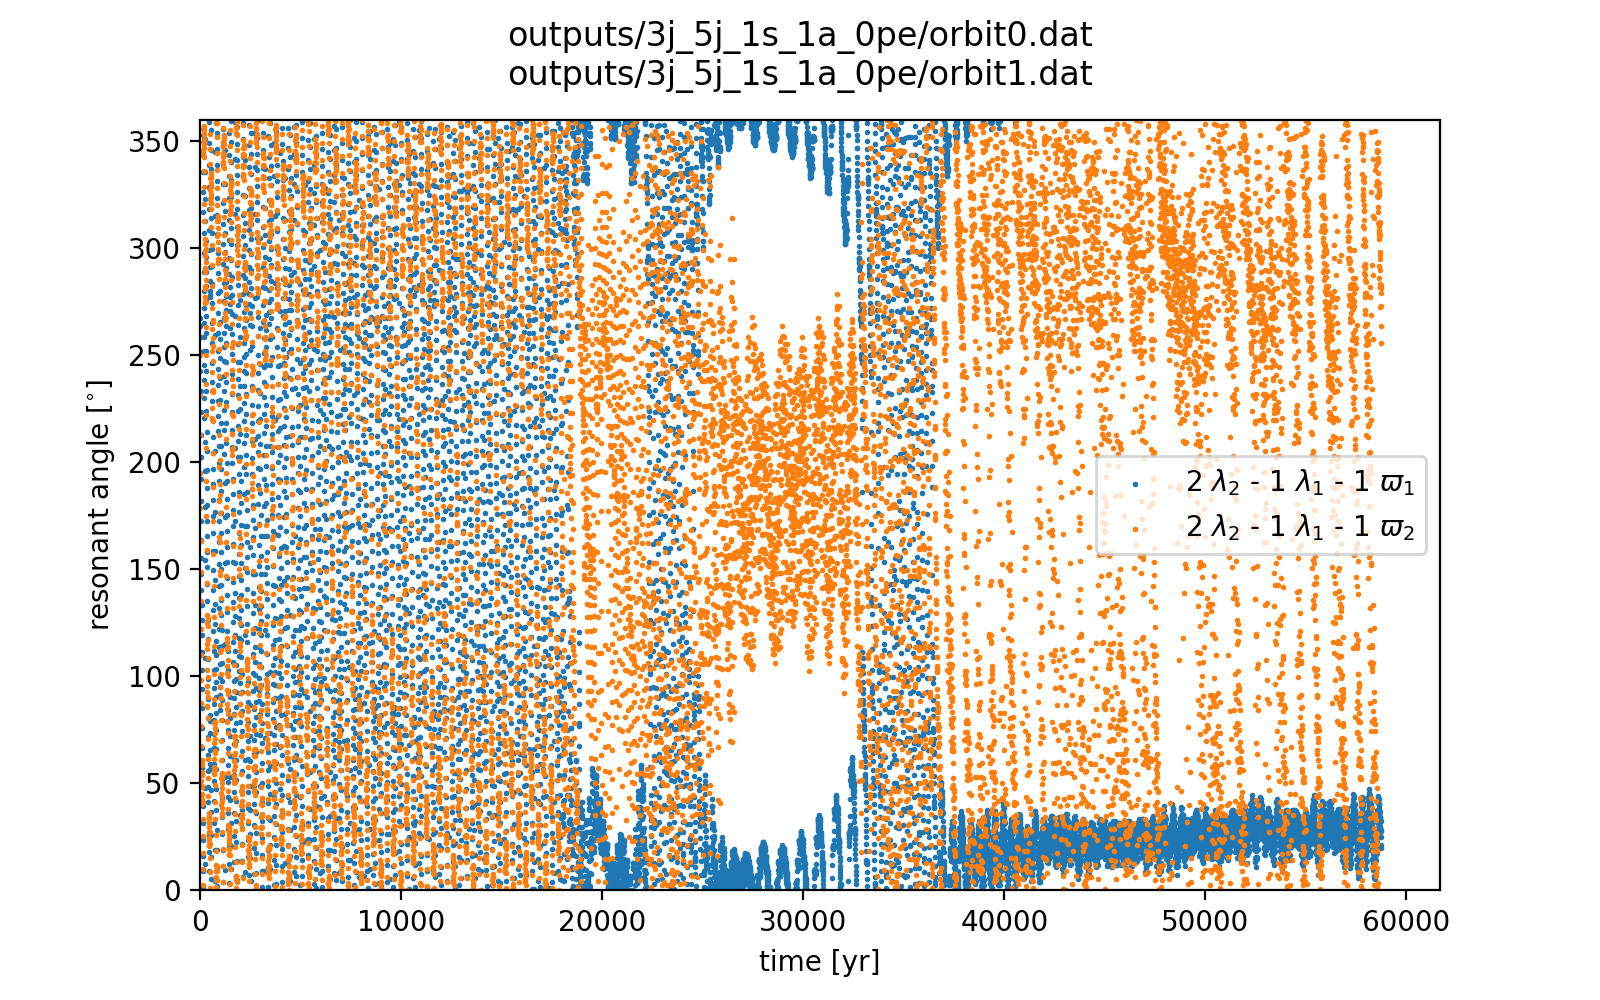 outputs/3j_5j_1s_1a_0pe/orbit0.dat
outputs/3j_5j_1s_1a_0pe/orbit1.dat
resonant angle [°]
350
300
250
200
150
100
50
0
2 λ₂ - 1 λ₁ - 1 ϖ₁
2 λ₂ - 1 λ₁ - 1 ϖ₂
0 10000 20000 30000 40000 50000 60000
time [yr]